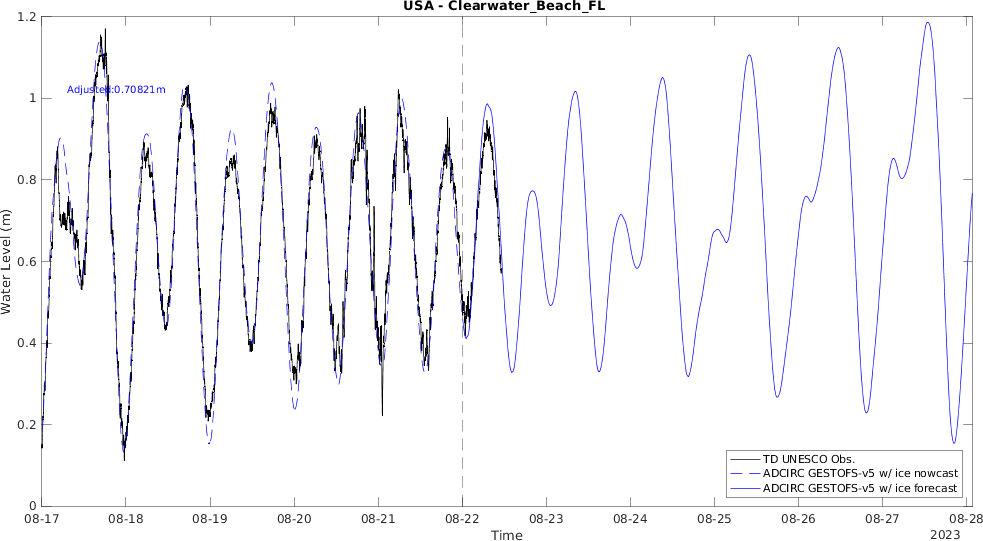 USA - Clearwater_Beach_FL
Adjusted:0.70821m
1.2
1
0.8
0.6
0.4
0.2
0
Water Level (m)
08-17 08-18 08-19 08-20 08-21 08-22 08-23 08-24 08-25 08-26 08-27 08-28
Time
2023
TD UNESCO Obs.
ADCIRC GESTOFS-v5 w/ ice nowcast
ADCIRC GESTOFS-v5 w/ ice forecast